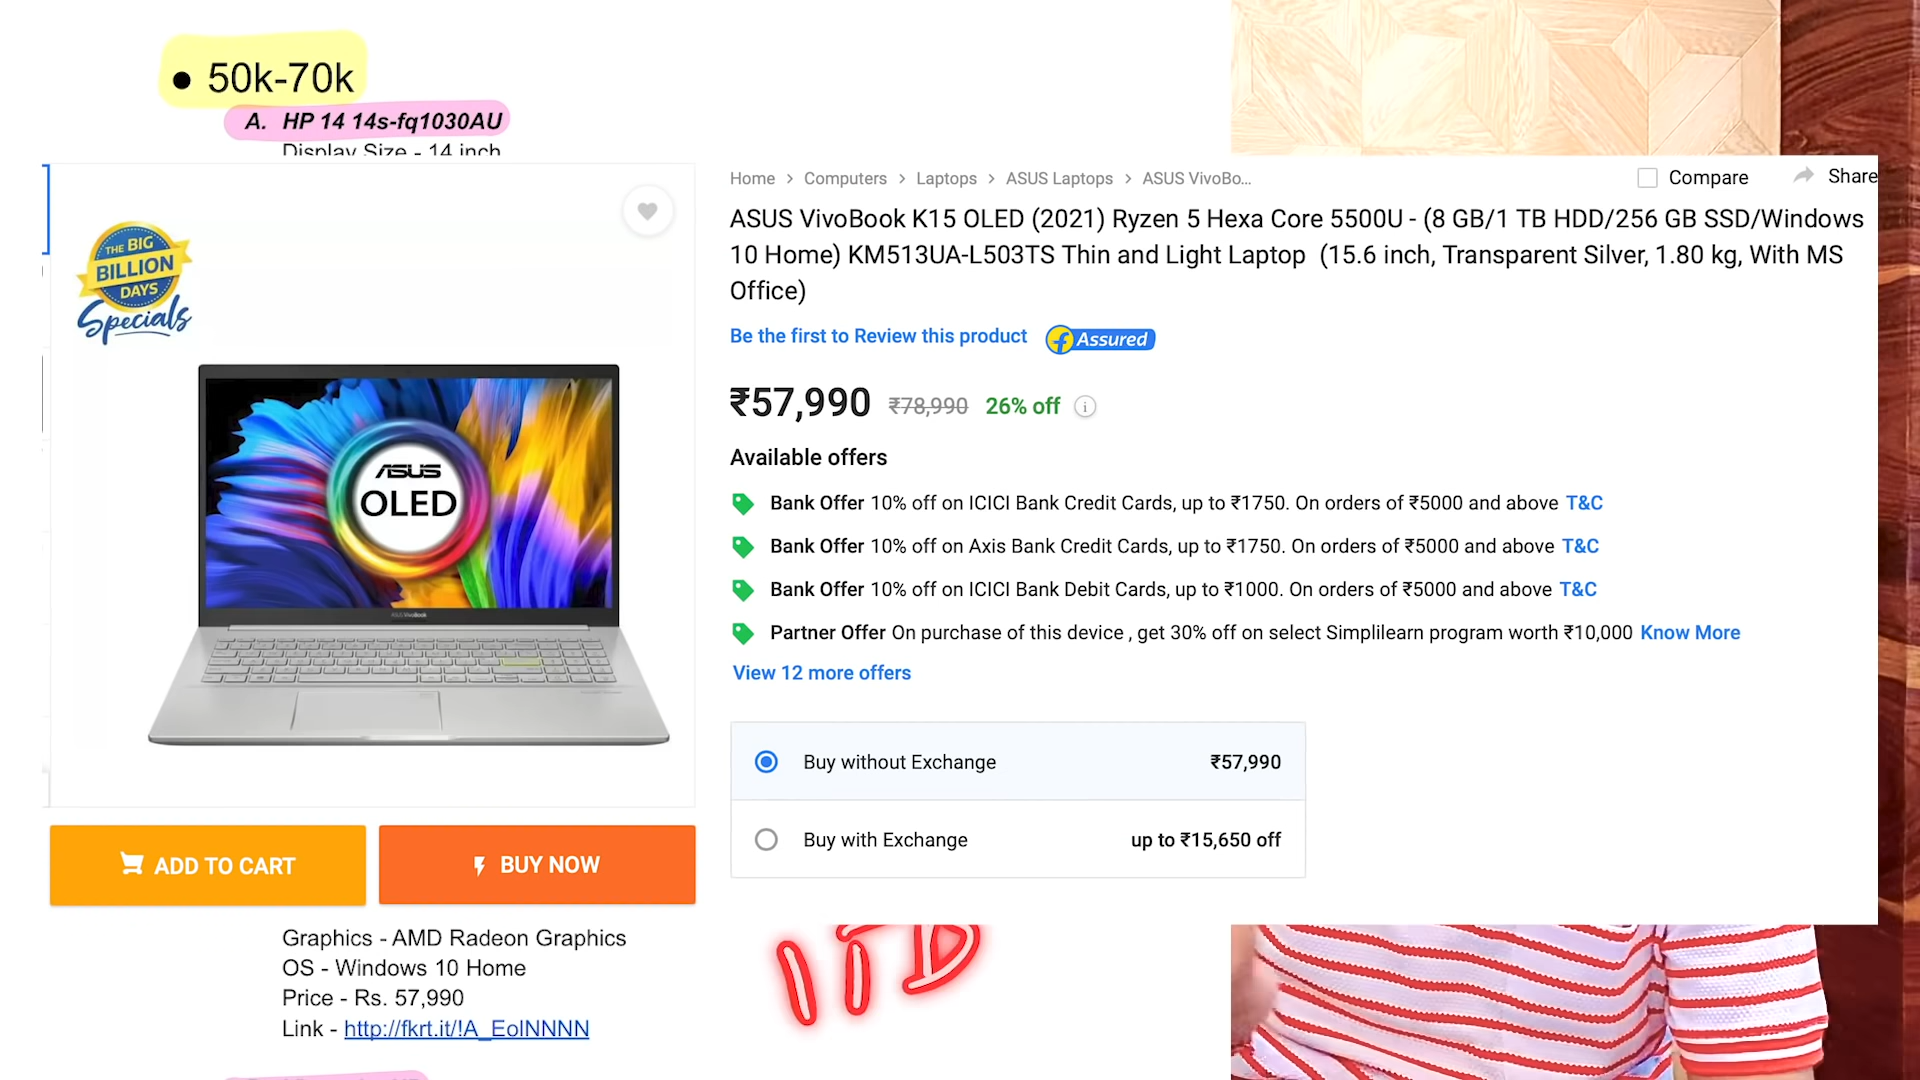 ● 50k-70k
A. HP 14 14s-fq1030AU
Display Size - 14 inch
Home > Computers > Laptops > ASUS Laptops > ASUS VivoBo...
Compare
Share
ASUS VivoBook K15 OLED (2021) Ryzen 5 Hexa Core 5500U - (8 GB/1 TB HDD/256 GB SSD/Windows
10 Home) KM513UA-L503TS Thin and Light Laptop (15.6 inch, Transparent Silver, 1.80 kg, With MS
Office)
THE BIG
BILLION
DAYS
Specials
Be the first to Review this product
f Assured
₹57,990 ₹78,990 26% off i
Available offers
Bank Offer 10% off on ICICI Bank Credit Cards, up to ₹1750. On orders of ₹5000 and above T&C
Bank Offer 10% off on Axis Bank Credit Cards, up to ₹1750. On orders of ₹5000 and above T&C
Bank Offer 10% off on ICICI Bank Debit Cards, up to ₹1000. On orders of ₹5000 and above T&C
Partner Offer On purchase of this device , get 30% off on select Simplilearn program worth ₹10,000 Know More
View 12 more offers
ASUS
OLED
ASUS VivoBook
Buy without Exchange ₹57,990
Buy with Exchange up to ₹15,650 off
ADD TO CART
BUY NOW
Graphics - AMD Radeon Graphics
OS - Windows 10 Home
Price - Rs. 57,990
Link - http://fkrt.it/!A_EoINNNN
1TB